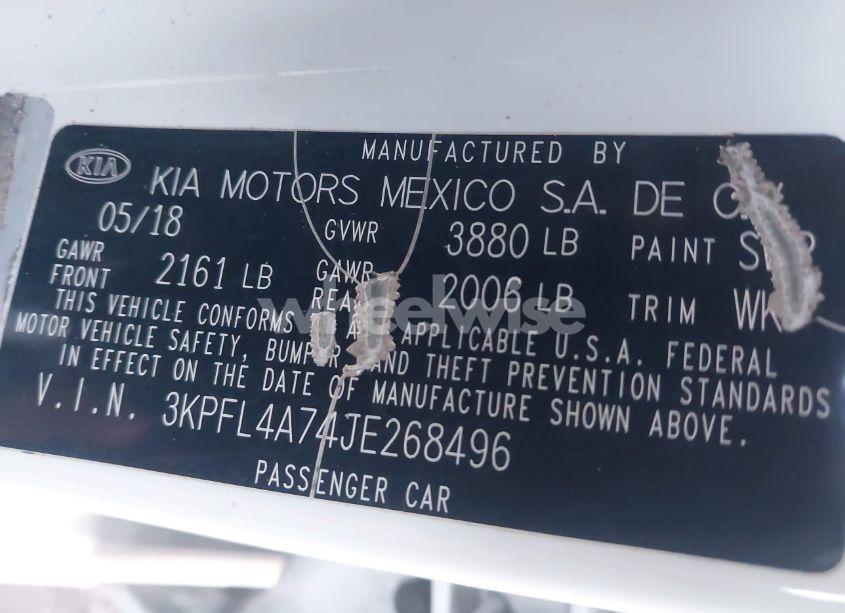 MANUFACTURED BY
KIA
KIA MOTORS MEXICO S.A. DE
05/18
GVWR 3880 LB
PAINT
GAWR FRONT 2161 LB
GAWR 2006 LB
TRIM
THIS VEHICLE CONFORMS APPLICABLE U.S.A. FEDERAL
MOTOR VEHICLE SAFETY, BUMPER AND THEFT PREVENTION STANDARDS
IN EFFECT ON THE DATE OF MANUFACTURE SHOWN ABOVE.
V.I.N. 3KPFL4A74JE268496
PASSENGER CAR
wheelwise